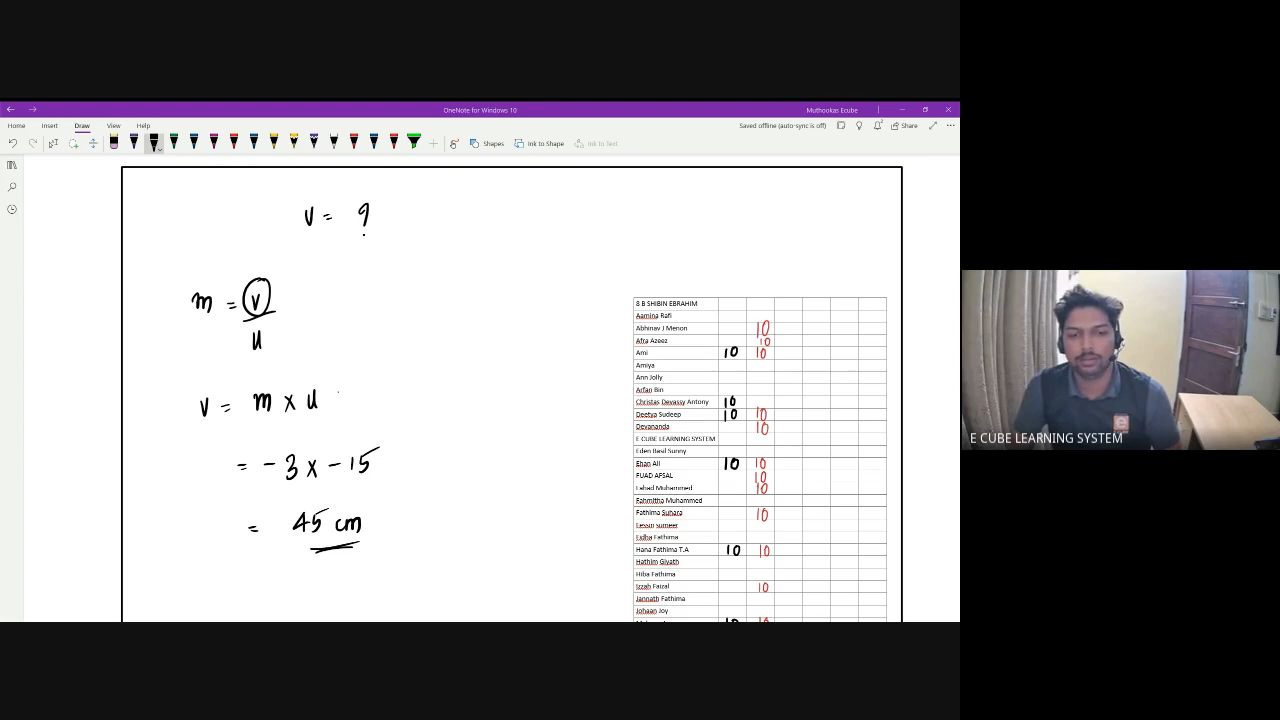 OneNote for Windows 10
Muthookas Ecube
Home Insert Draw View Help
Saved offline (auto-sync is off)
Share
Shapes
Ink to Shape
Ink to Text
v = ?
m = v
u
v = m x u
= -3 x -15
= 45 cm
8 B SHIBIN EBRAHIM
Aamina Rafi
Abhinav J Menon 10
Afra Azeez 10
Ami 10 10
Amiya
Ann Jolly
Arfan Bin
Christas Devassy Antony 10
Deetya Sudeep 10 10
Devananda 10
E CUBE LEARNING SYSTEM
Eden Basil Sunny
Ehan Ali 10 10
FUAD AFSAL 10
Fahad Muhammed 10
Fahmitha Muhammed
Fathima Suhara 10
Fessin sumeer
Fidha Fathima
Hana Fathima T.A 10 10
Hathim Giyath
Hiba Fathima
Izzah Faizal 10
Jannath Fathima
Johaan Joy
E CUBE LEARNING SYSTEM